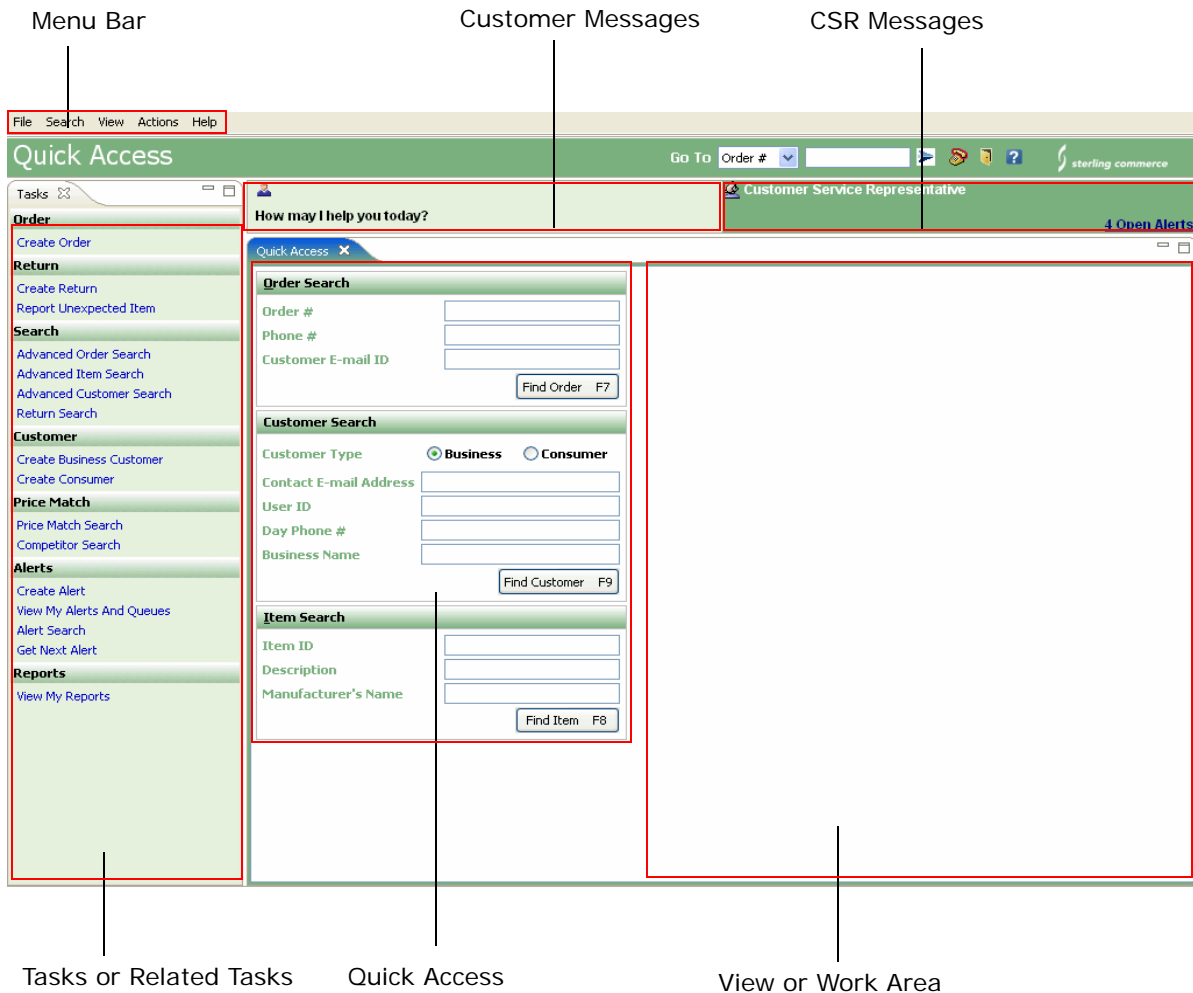 Menu Bar
Customer Messages
CSR Messages
File Search View Actions Help
Quick Access
Go To Order #
sterling commerce
Tasks
Order
Create Order
Return
Create Return
Report Unexpected Item
Search
Advanced Order Search
Advanced Item Search
Advanced Customer Search
Return Search
Customer
Create Business Customer
Create Consumer
Price Match
Price Match Search
Competitor Search
Alerts
Create Alert
View My Alerts And Queues
Alert Search
Get Next Alert
Reports
View My Reports
How may I help you today?
Customer Service Representative
4 Open Alerts
Quick Access
Order Search
Order #
Phone #
Customer E-mail ID
Find Order F7
Customer Search
Customer Type Business Consumer
Contact E-mail Address
User ID
Day Phone #
Business Name
Find Customer F9
Item Search
Item ID
Description
Manufacturer's Name
Find Item F8
Tasks or Related Tasks
Quick Access
View or Work Area